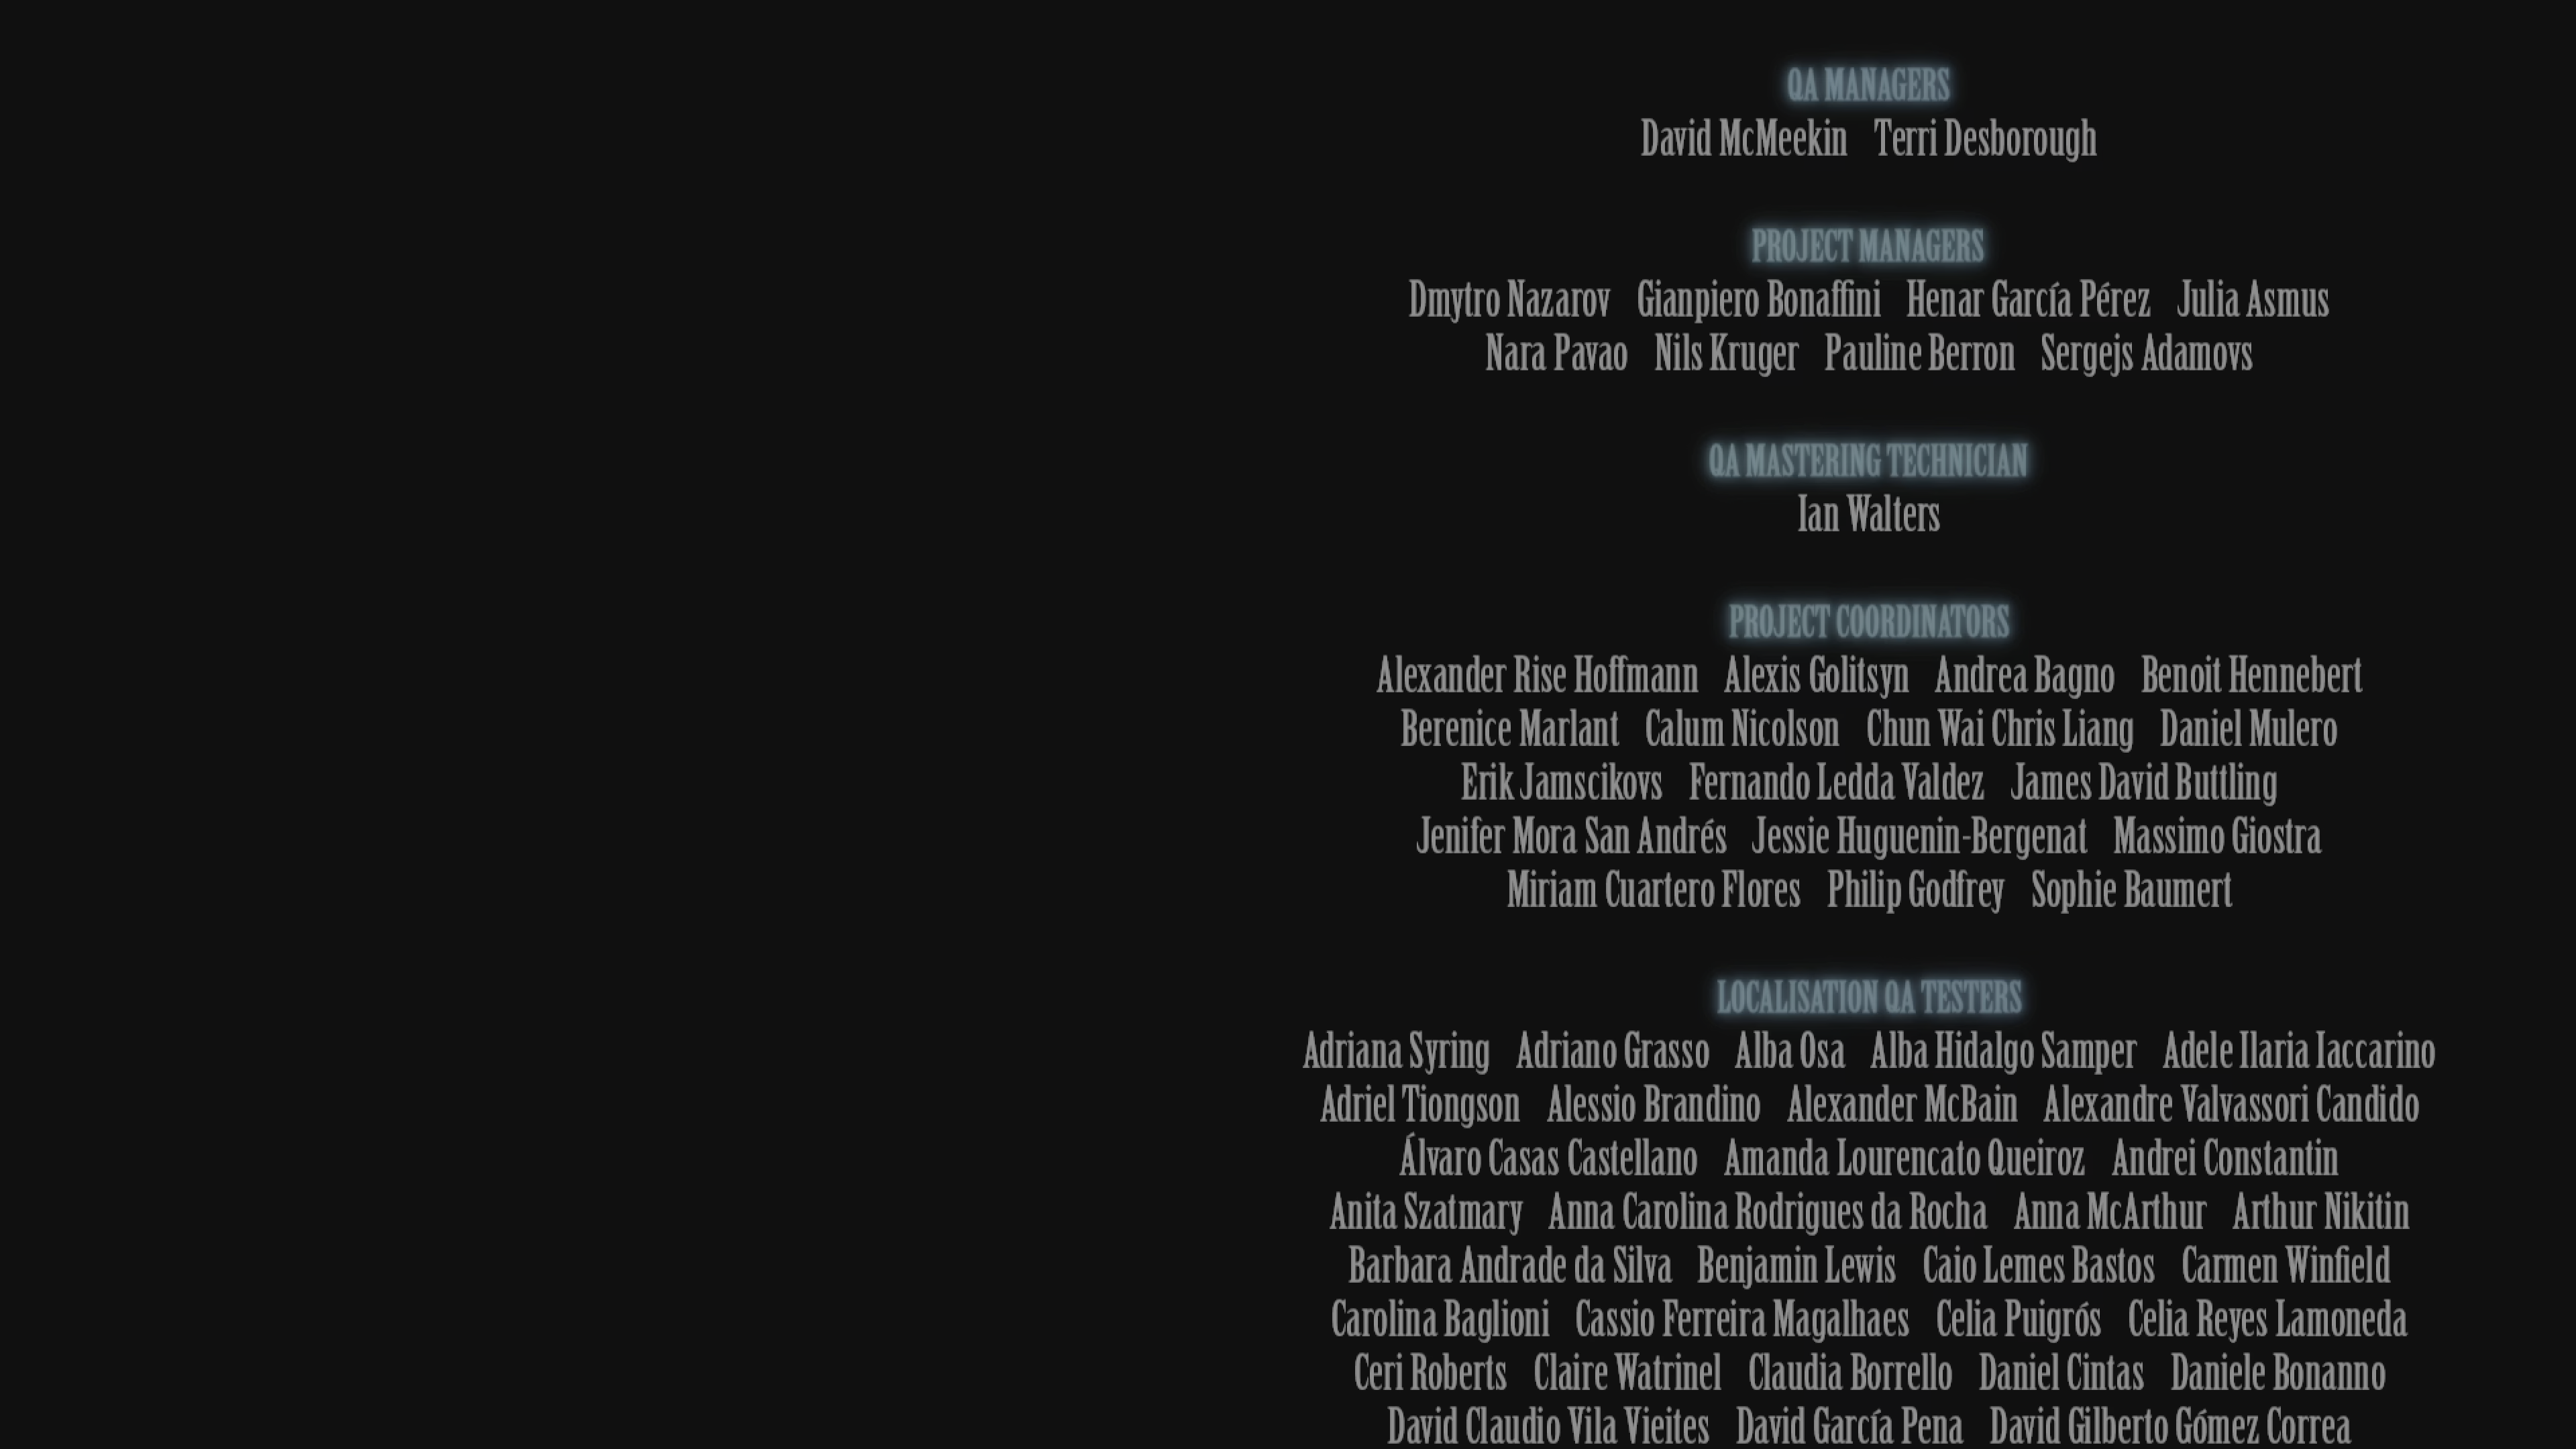 QA MANAGERS
David McMeekin Terri Desborough
PROJECT MANAGERS
Dmytro Nazarov Gianpiero Bonaffini Henar García Pérez Julia Asmus
Nara Pavao Nils Kruger Pauline Berron Sergejs Adamovs
QA MASTERING TECHNICIAN
Ian Walters
PROJECT COORDINATORS
Alexander Rise Hoffmann Alexis Golitsyn Andrea Bagno Benoit Hennebert
Berenice Marlant Calum Nicolson Chun Wai Chris Liang Daniel Mulero
Erik Jamscikovs Fernando Ledda Valdez James David Buttling
Jenifer Mora San Andrés Jessie Huguenin-Bergenat Massimo Giostra
Miriam Cuartero Flores Philip Godfrey Sophie Baumert
LOCALISATION QA TESTERS
Adriana Syring Adriano Grasso Alba Osa Alba Hidalgo Samper Adele Ilaria Iaccarino
Adriel Tiongson Alessio Brandino Alexander McBain Alexandre Valvassori Candido
Álvaro Casas Castellano Amanda Lourencato Queiroz Andrei Constantin
Anita Szatmary Anna Carolina Rodrigues da Rocha Anna McArthur Arthur Nikitin
Barbara Andrade da Silva Benjamin Lewis Caio Lemes Bastos Carmen Winfield
Carolina Baglioni Cassio Ferreira Magalhaes Celia Puigrós Celia Reyes Lamoneda
Ceri Roberts Claire Watrinel Claudia Borrello Daniel Cintas Daniele Bonanno
David Claudio Vila Vieites David García Pena David Gilberto Gómez Correa